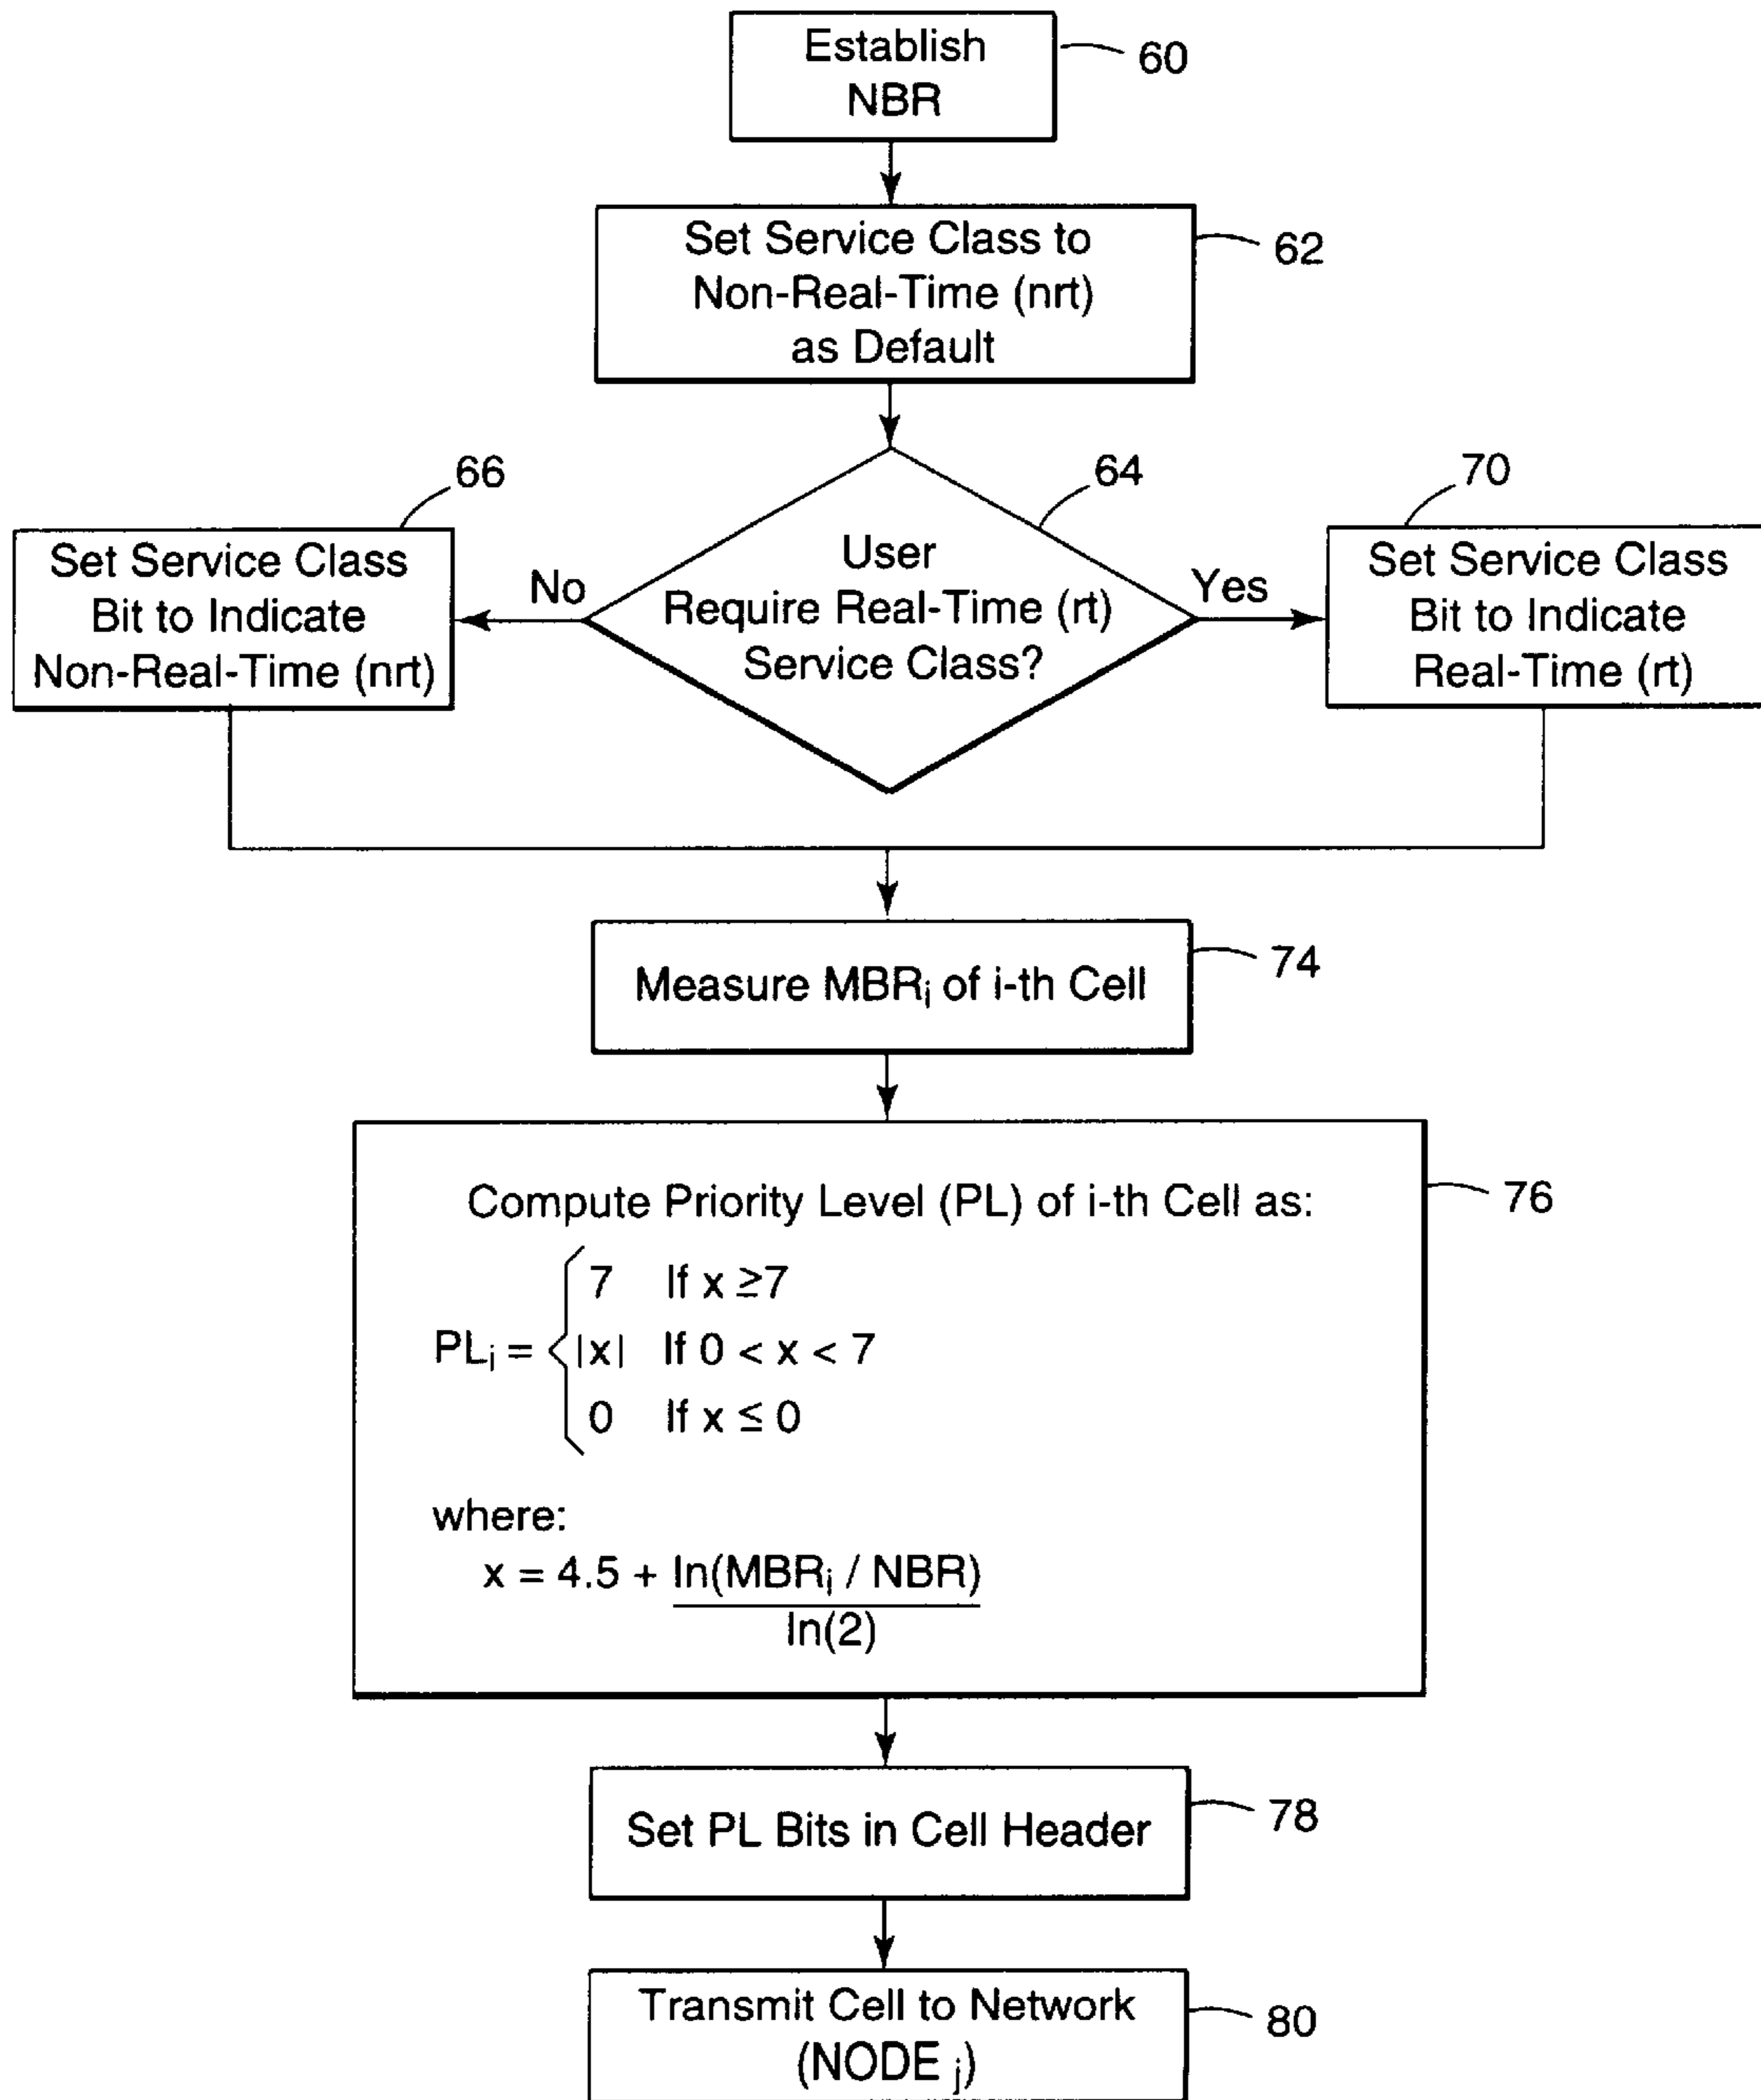 Establish
NBR
60
Set Service Class to
Non-Real-Time (nrt)
as Default
62
66
64
70
Set Service Class
Bit to Indicate
Non-Real-Time (nrt)
No
User
Require Real-Time (rt)
Service Class?
Yes
Set Service Class
Bit to Indicate
Real-Time (rt)
Measure MBRi of i-th Cell
74
Compute Priority Level (PL) of i-th Cell as:
76
7 If x ≥7
PLi = |x| If 0 < x < 7
0 If x ≤ 0
where:
x = 4.5 + ln(MBRi / NBR)
ln(2)
Set PL Bits in Cell Header
78
Transmit Cell to Network
(NODE j)
80